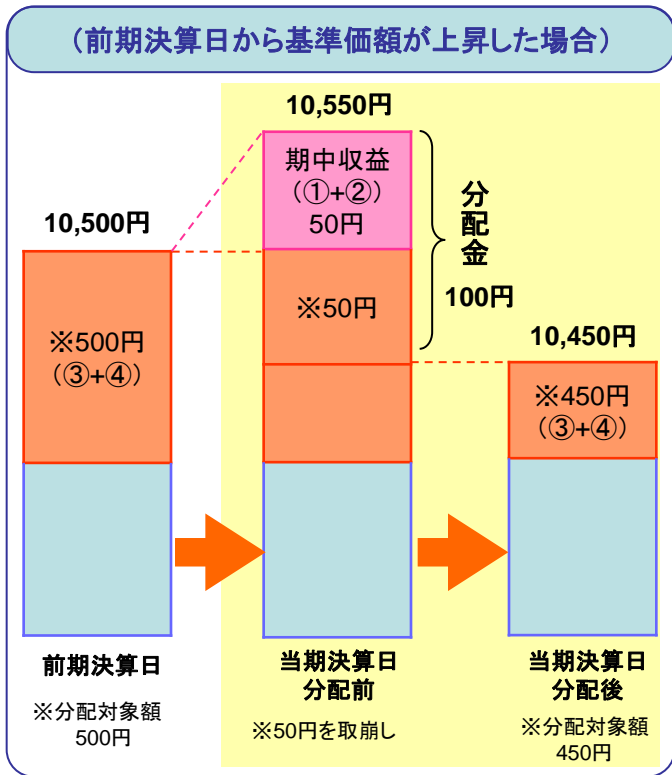 （前期決算日から基準価額が上昇した場合）
10,550円
期中収益
（①+②）
50円
分配金
10,500円
100円
※50円
※500円
（③+④）
10,450円
※450円
（③+④）
前期決算日
当期決算日
分配前
当期決算日
分配後
※分配対象額
500円
※50円を取崩し
※分配対象額
450円